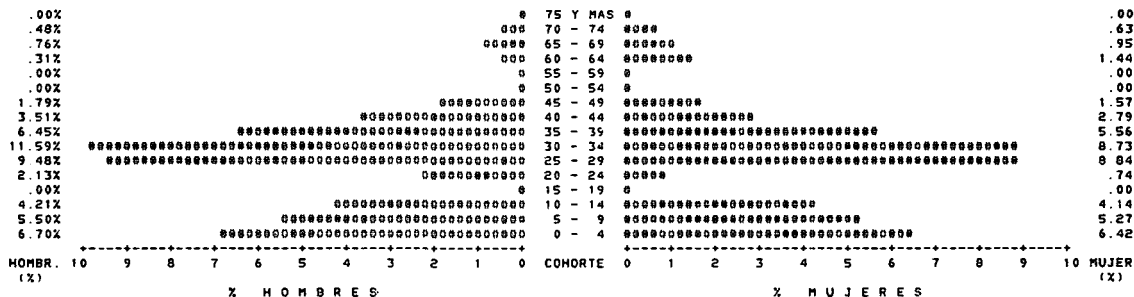 .00% 75 Y MAS .00
.48% 70 - 74 .63
.76% 65 - 69 .95
.31% 60 - 64 1.44
.00% 55 - 59 .00
.00% 50 - 54 .00
1.79% 45 - 49 1.57
3.51% 40 - 44 2.79
6.45% 35 - 39 5.56
11.59% 30 - 34 8.73
9.48% 25 - 29 8.84
2.13% 20 - 24 .74
.00% 15 - 19 .00
4.21% 10 - 14 4.14
5.50% 5 - 9 5.27
6.70% 0 - 4 6.42
HOMBR. 10 9 8 7 6 5 4 3 2 1 0 COHORTE 0 1 2 3 4 5 6 7 8 9 10 MUJER
(%) (%)
% H O M B R E S % M U J E R E S